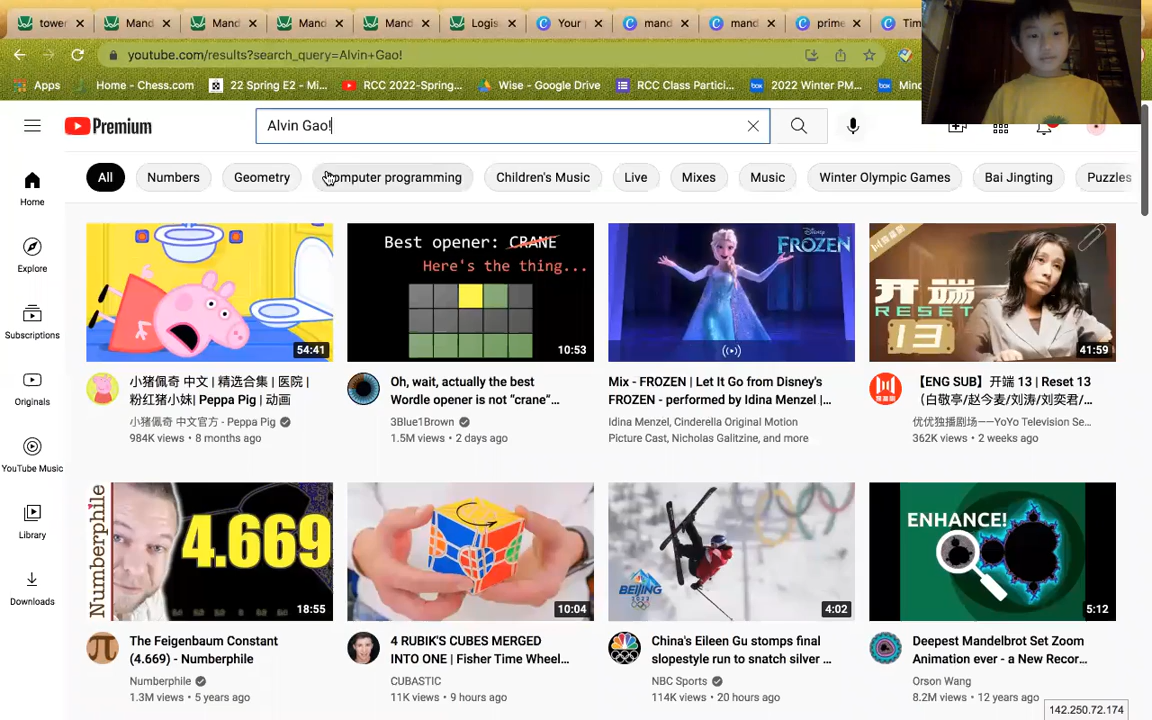 tower
Mand
Mand
Mand
Mand
Logis
Your
mand
mand
prime
Tim
youtube.com/results?search_query=Alvin+Gao!
Apps
Home - Chess.com
22 Spring E2 - Mi...
RCC 2022-Spring...
Wise - Google Drive
RCC Class Partici...
2022 Winter PM...
Mind
Premium
Alvin Gao!
All
Numbers
Geometry
Computer programming
Children's Music
Live
Mixes
Music
Winter Olympic Games
Bai Jingting
Puzzles
Home
Explore
Subscriptions
Originals
YouTube Music
Library
Downloads
54:41
小猪佩奇 中文 | 精选合集 | 医院 |
粉红猪小妹| Peppa Pig | 动画
小猪佩奇 中文官方 - Peppa Pig
984K views • 8 months ago
Best opener: CRANE
Here's the thing...
10:53
Oh, wait, actually the best
Wordle opener is not “crane”...
3Blue1Brown
1.5M views • 2 days ago
Disney
FROZEN
Mix - FROZEN | Let It Go from Disney's
FROZEN - performed by Idina Menzel |...
Idina Menzel, Cinderella Original Motion
Picture Cast, Nicholas Galitzine, and more
开端
RESET
13
41:59
【ENG SUB】开端 13 | Reset 13
（白敬亭/赵今麦/刘涛/刘奕君/...
优优独播剧场——YoYo Television Se...
362K views • 2 weeks ago
Numberphile
4.669
18:55
The Feigenbaum Constant
(4.669) - Numberphile
Numberphile
1.3M views • 5 years ago
10:04
4 RUBIK'S CUBES MERGED
INTO ONE | Fisher Time Wheel...
CUBASTIC
11K views • 9 hours ago
BEIJING
2022
4:02
China's Eileen Gu stomps final
slopestyle run to snatch silver ...
NBC Sports
114K views • 20 hours ago
ENHANCE!
5:12
Deepest Mandelbrot Set Zoom
Animation ever - a New Recor...
Orson Wang
8.2M views • 12 years ago
142.250.72.174